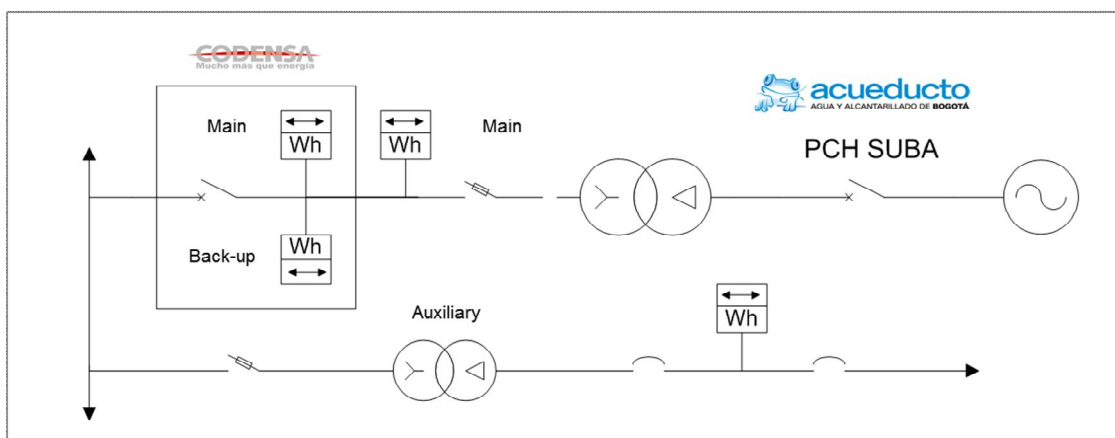 CODENSA
Mucho más que energía
acueducto
AGUA Y ALCANTARILLADO DE BOGOTÁ
Main
Wh
Wh
Main
PCH SUBA
Back-up
Wh
Auxiliary
Wh